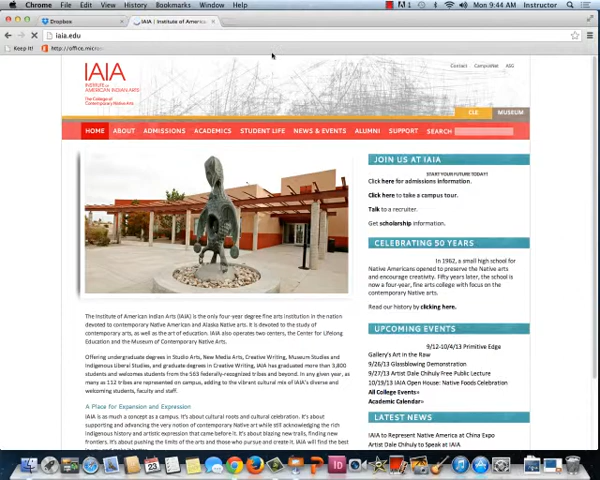 Chrome File Edit View History Bookmarks Window Help
1 Mon 9:44 AM Instructor
Dropbox
IAIA | Institute of America
iaia.edu
Keep It! http://office.micros
IAIA
INSTITUTE OF
AMERICAN INDIAN ARTS
The College of
Contemporary Native Arts
Contact CampusNet ASG
CLE MUSEUM
HOME ABOUT ADMISSIONS ACADEMICS STUDENT LIFE NEWS & EVENTS ALUMNI SUPPORT SEARCH
JOIN US AT IAIA
START YOUR FUTURE TODAY!
Click here for admissions information.
Click here to take a campus tour.
Talk to a recruiter.
Get scholarship information.
CELEBRATING 50 YEARS
In 1962, a small high school for
Native Americans opened to preserve the Native arts
and encourage creativity. Fifty years later, the school is
now a four-year, fine arts college with focus on the
contemporary Native arts.
Read our history by clicking here.
UPCOMING EVENTS
9/12-10/4/13 Primitive Edge
Gallery's Art in the Raw
9/26/13 Glassblowing Demonstration
9/27/13 Artist Dale Chihuly Free Public Lecture
10/19/13 IAIA Open House: Native Foods Celebration
All College Events»
Academic Calendar»
LATEST NEWS
IAIA to Represent Native America at China Expo
Artist Dale Chihuly to Speak at IAIA
The Institute of American Indian Arts (IAIA) is the only four-year degree fine arts institution in the nation
devoted to contemporary Native American and Alaska Native arts. It is devoted to the study of
contemporary arts, as well as the art of education. IAIA also operates two centers, the Center for Lifelong
Education and the Museum of Contemporary Native Arts.
Offering undergraduate degrees in Studio Arts, New Media Arts, Creative Writing, Museum Studies and
Indigenous Liberal Studies, and graduate degrees in Creative Writing, IAIA has graduated more than 3,800
students and welcomes students from the 563 federally-recognized tribes and beyond. In any given year, as
many as 112 tribes are represented on campus, adding to the vibrant cultural mix of IAIA's diverse and
welcoming students, faculty and staff.
A Place for Expansion and Expression
IAIA is as much a concept as a campus. It's about cultural roots and cultural celebration. It's about
supporting and advancing the very notion of contemporary Native art while still acknowledging the rich
indigenous history and artistic expression that came before it. It's about blazing new trails, finding new
frontiers. It's about pushing the limits of the arts and those who pursue and create it. IAIA will find the best
23